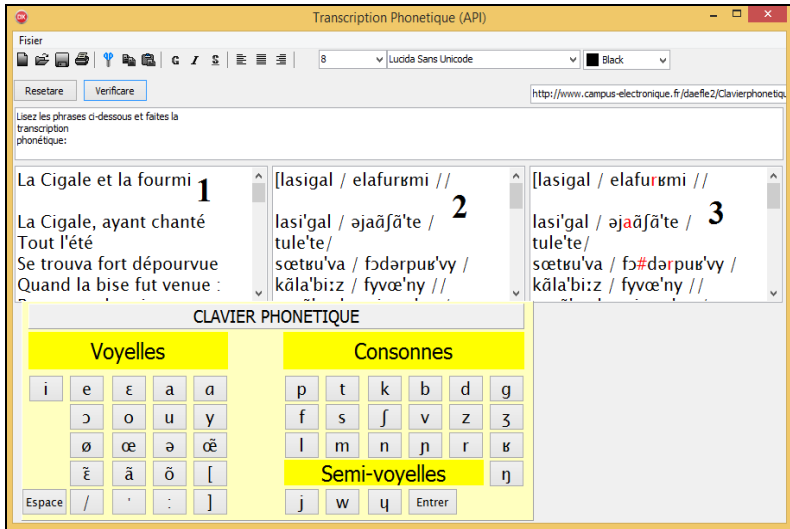 Transcription Phonetique (API)
Fisier
G I S 8 Lucida Sans Unicode Black
Resetare Verificare http://www.campus-electronique.fr/daefle2/Clavierphonetiqu
Lisez les phrases ci-dessous et faites la
transcription
phonétique:
La Cigale et la fourmi
1
La Cigale, ayant chanté
Tout l'été
Se trouva fort dépourvue
Quand la bise fut venue :
[lasigal / elafurʁmi //
2
lasi'gal / əjaãʃã'te /
tule'te/
sœtʁu'va / fɔdərpuʁ'vy /
kãla'biːz / fyvœ'ny //
[lasigal / elafurʁmi //
3
lasi'gal / əjaãʃã'te /
tule'te/
sœtʁu'va / fɔ#dərpuʁ'vy /
kãla'biːz / fyvœ'ny //
CLAVIER PHONETIQUE
Voyelles
i e ɛ a ɑ
ɔ o u y
ø œ ə œ̃
ɛ̃ ã õ [
Espace / ' : ]
Consonnes
p t k b d g
f s ʃ v z ʒ
l m n ɲ r ʁ
Semi-voyelles ŋ
j w ɥ Entrer